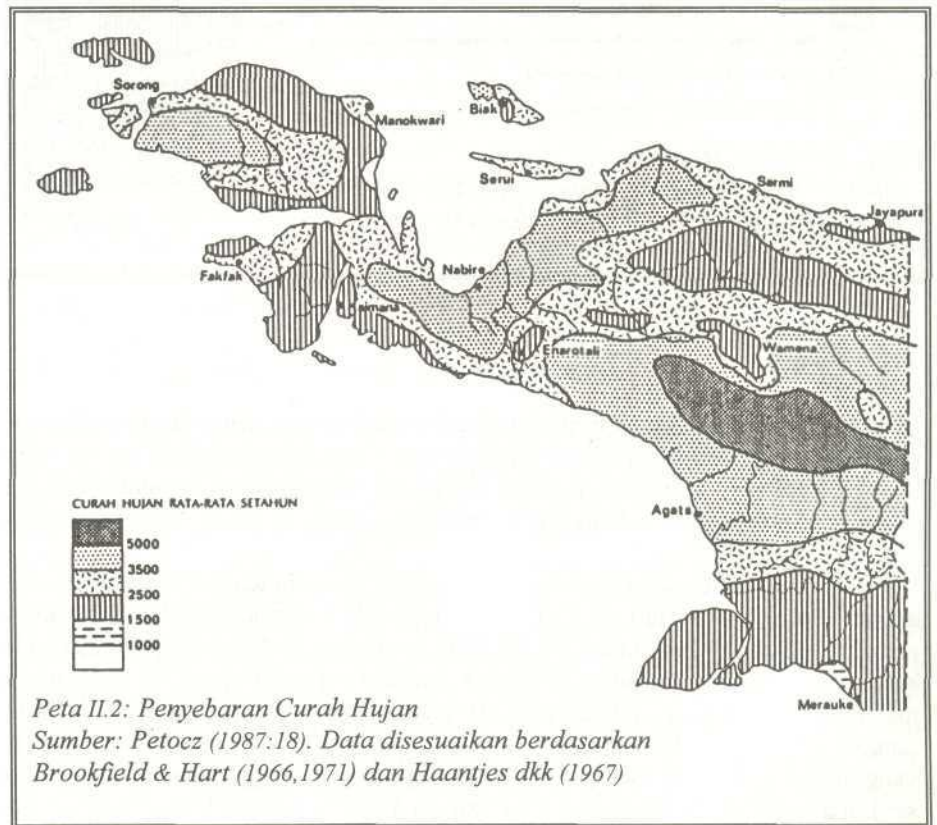 Sorong
Manokwari
Biak
Serui
Sarmi
Jayapura
Fakfak
Nabire
aimana
Enarotali
Wamena
CURAH HUJAN RATA-RATA SETAHUN
5000
3500
2500
1500
1000
Agats
Merauke
Peta II.2: Penyebaran Curah Hujan
Sumber: Petocz (1987:18). Data disesuaikan berdasarkan
Brookfield & Hart (1966,1971) dan Haantjes dkk (1967)